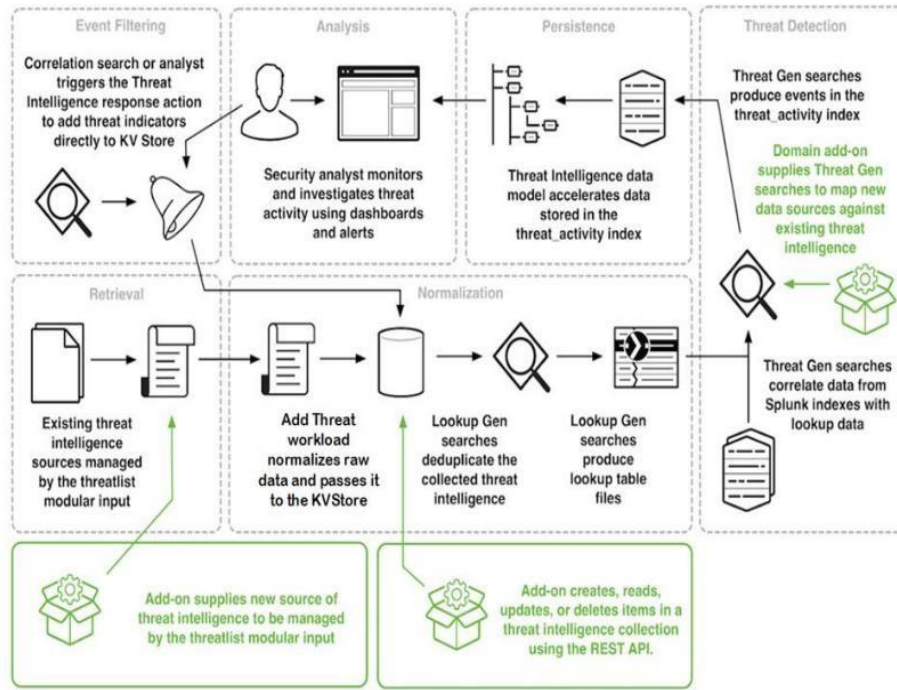 Event Filtering
Correlation search or analyst
triggers the Threat
Intelligence response action
to add threat indicators
directly to KV Store
Analysis
Security analyst monitors
and investigates threat
activity using dashboards
and alerts
Persistence
Threat Intelligence data
model accelerates data
stored in the
threat_activity index
Threat Detection
Threat Gen searches
produce events in the
threat_activity index
Domain add-on
supplies Threat Gen
searches to map new
data sources against
existing threat
intelligence
Threat Gen searches
correlate data from
Splunk indexes with
lookup data
Retrieval
Existing threat
intelligence
sources managed
by the threatlist
modular input
Normalization
Add Threat
workload
normalizes raw
data and passes it
to the KVStore
Lookup Gen
searches
deduplicate the
collected threat
intelligence
Lookup Gen
searches
produce
lookup table
files
Add-on supplies new source of
threat intelligence to be managed
by the threatlist modular input
Add-on creates, reads,
updates, or deletes items in a
threat intelligence collection
using the REST API.